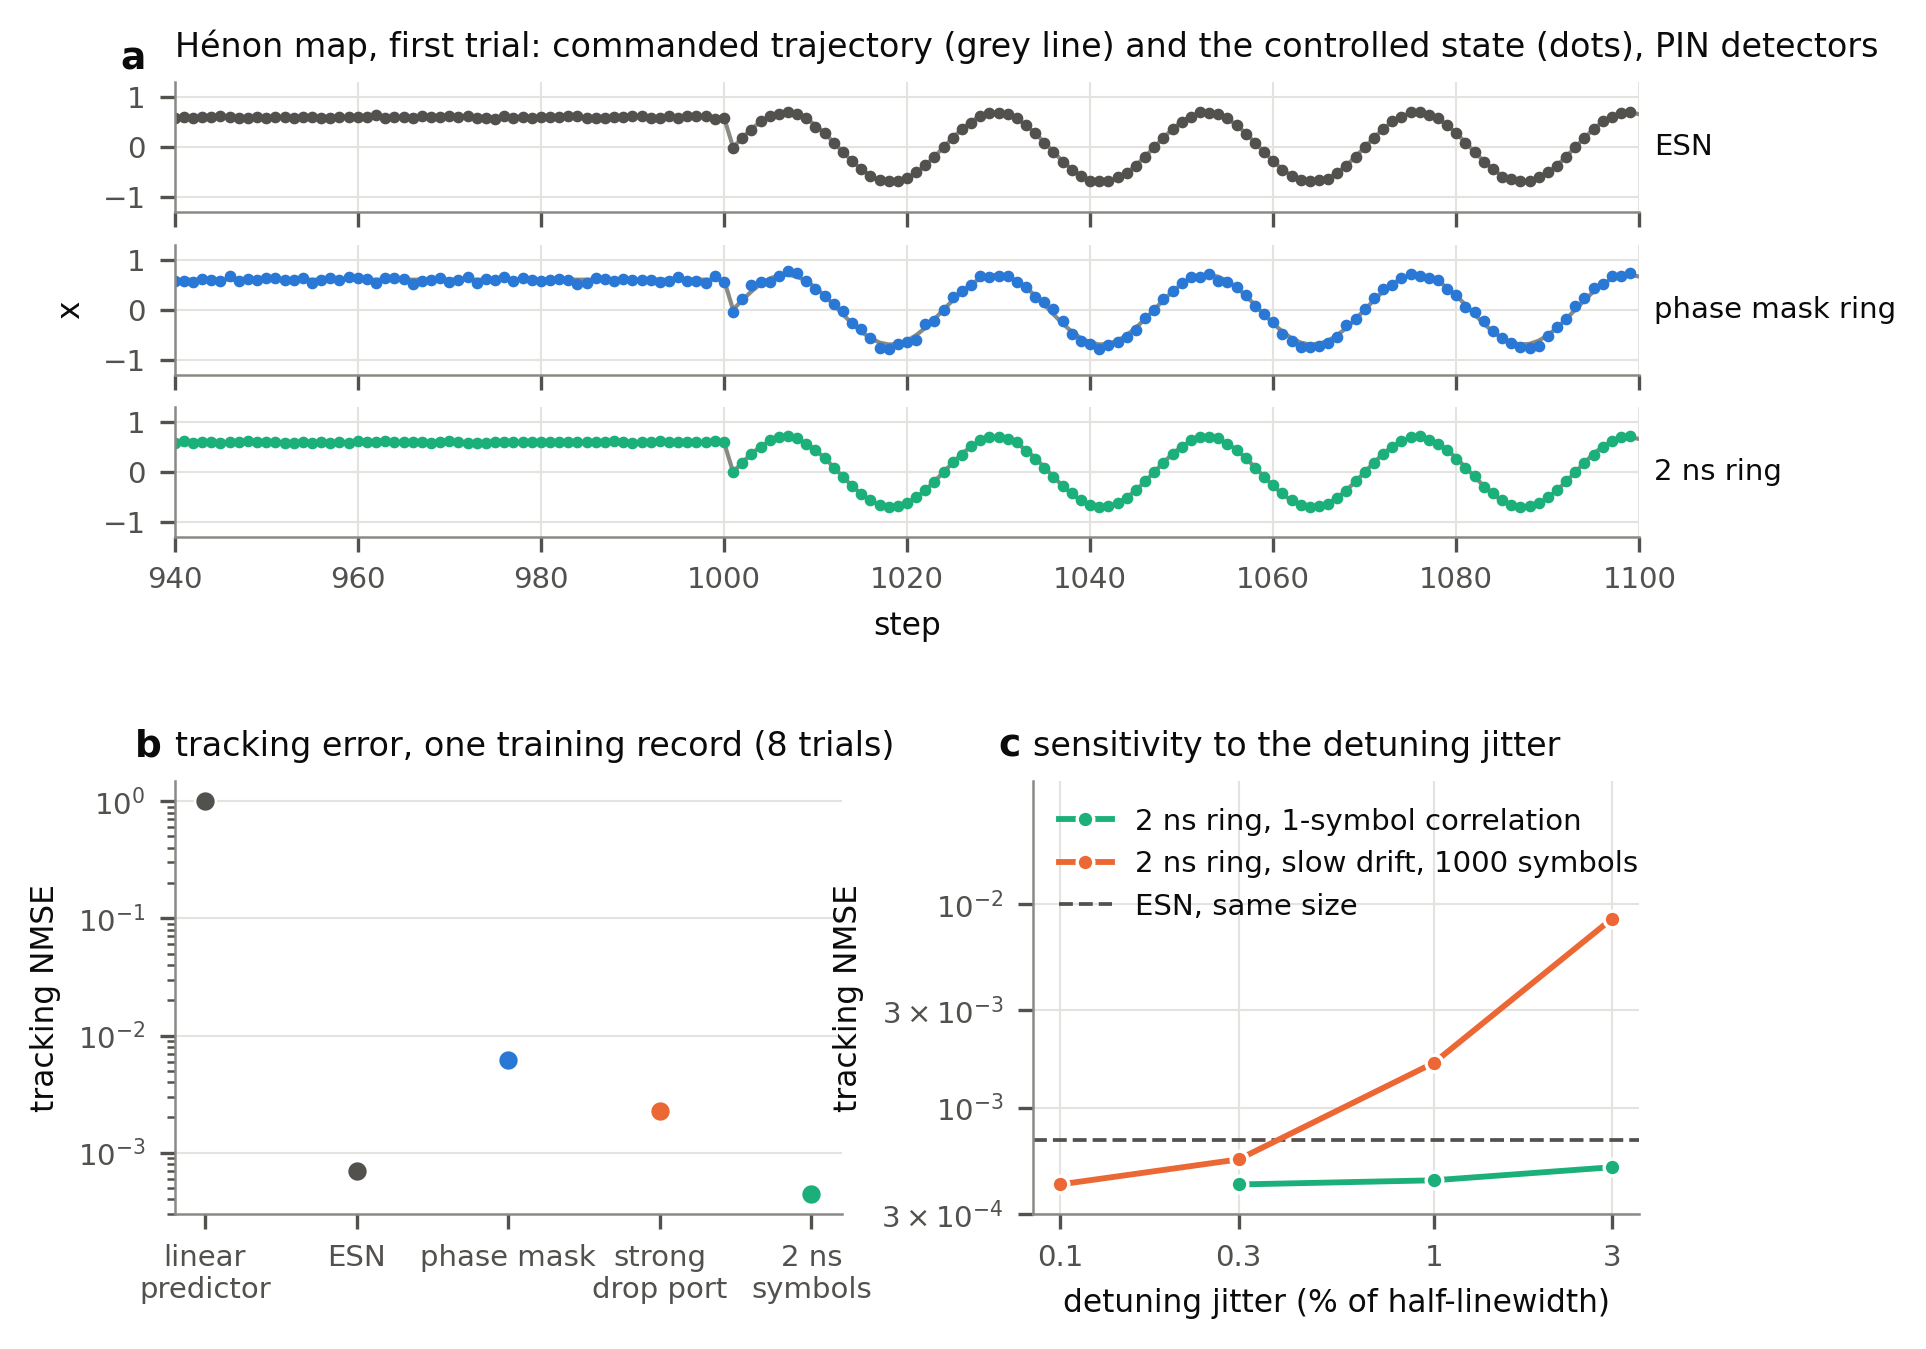 a Hénon map, first trial: commanded trajectory (grey line) and the controlled state (dots), PIN detectors
1
0
−1
ESN
1
0
−1
phase mask ring
x
1
0
−1
2 ns ring
940 960 980 1000 1020 1040 1060 1080 1100
step
b tracking error, one training record (8 trials)
10⁰
10⁻¹
10⁻²
10⁻³
tracking NMSE
linear predictor
ESN
phase mask
strong drop port
2 ns symbols
c sensitivity to the detuning jitter
2 ns ring, 1-symbol correlation
2 ns ring, slow drift, 1000 symbols
ESN, same size
10⁻²
3 × 10⁻³
10⁻³
3 × 10⁻⁴
tracking NMSE
0.1 0.3 1 3
detuning jitter (% of half-linewidth)